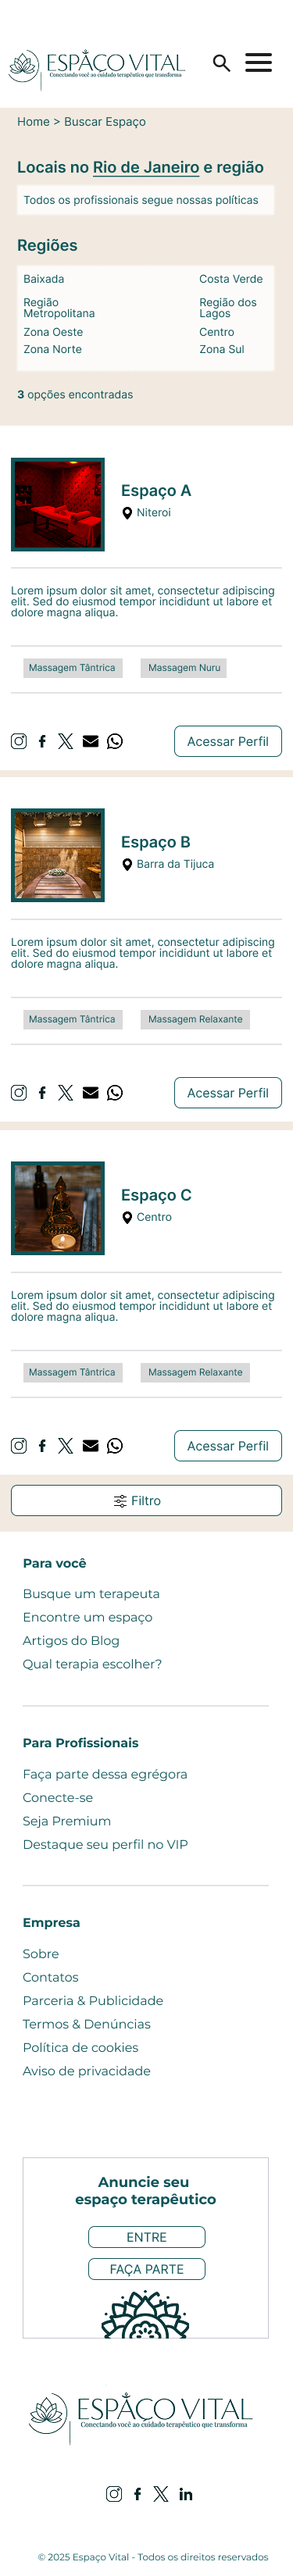 ESPAÇO VITAL
Conectando você ao cuidado terapêutico que transforma
Home > Buscar Espaço
Locais no Rio de Janeiro e região
Todos os profissionais segue nossas políticas
Regiões
Baixada
Costa Verde
Região
Metropolitana
Região dos
Lagos
Zona Oeste
Centro
Zona Norte
Zona Sul
3 opções encontradas
Espaço A
Niteroi
Lorem ipsum dolor sit amet, consectetur adipiscing
elit. Sed do eiusmod tempor incididunt ut labore et
dolore magna aliqua.
Massagem Tântrica
Massagem Nuru
Acessar Perfil
Espaço B
Barra da Tijuca
Lorem ipsum dolor sit amet, consectetur adipiscing
elit. Sed do eiusmod tempor incididunt ut labore et
dolore magna aliqua.
Massagem Tântrica
Massagem Relaxante
Acessar Perfil
Espaço C
Centro
Lorem ipsum dolor sit amet, consectetur adipiscing
elit. Sed do eiusmod tempor incididunt ut labore et
dolore magna aliqua.
Massagem Tântrica
Massagem Relaxante
Acessar Perfil
Filtro
Para você
Busque um terapeuta
Encontre um espaço
Artigos do Blog
Qual terapia escolher?
Para Profissionais
Faça parte dessa egrégora
Conecte-se
Seja Premium
Destaque seu perfil no VIP
Empresa
Sobre
Contatos
Parceria & Publicidade
Termos & Denúncias
Política de cookies
Aviso de privacidade
Anuncie seu
espaço terapêutico
ENTRE
FAÇA PARTE
ESPAÇO VITAL
Conectando você ao cuidado terapêutico que transforma
© 2025 Espaço Vital - Todos os direitos reservados